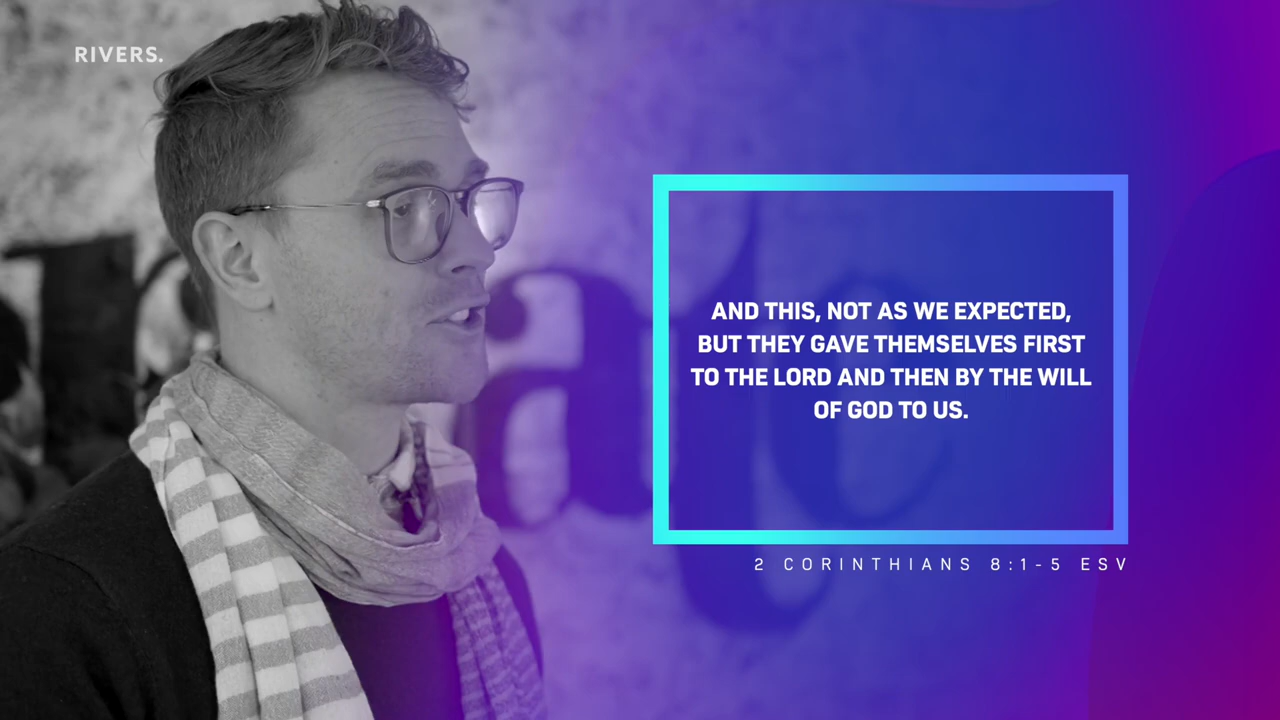 RIVERS.
AND THIS, NOT AS WE EXPECTED,
BUT THEY GAVE THEMSELVES FIRST
TO THE LORD AND THEN BY THE WILL
OF GOD TO US.
2 CORINTHIANS 8:1-5 ESV